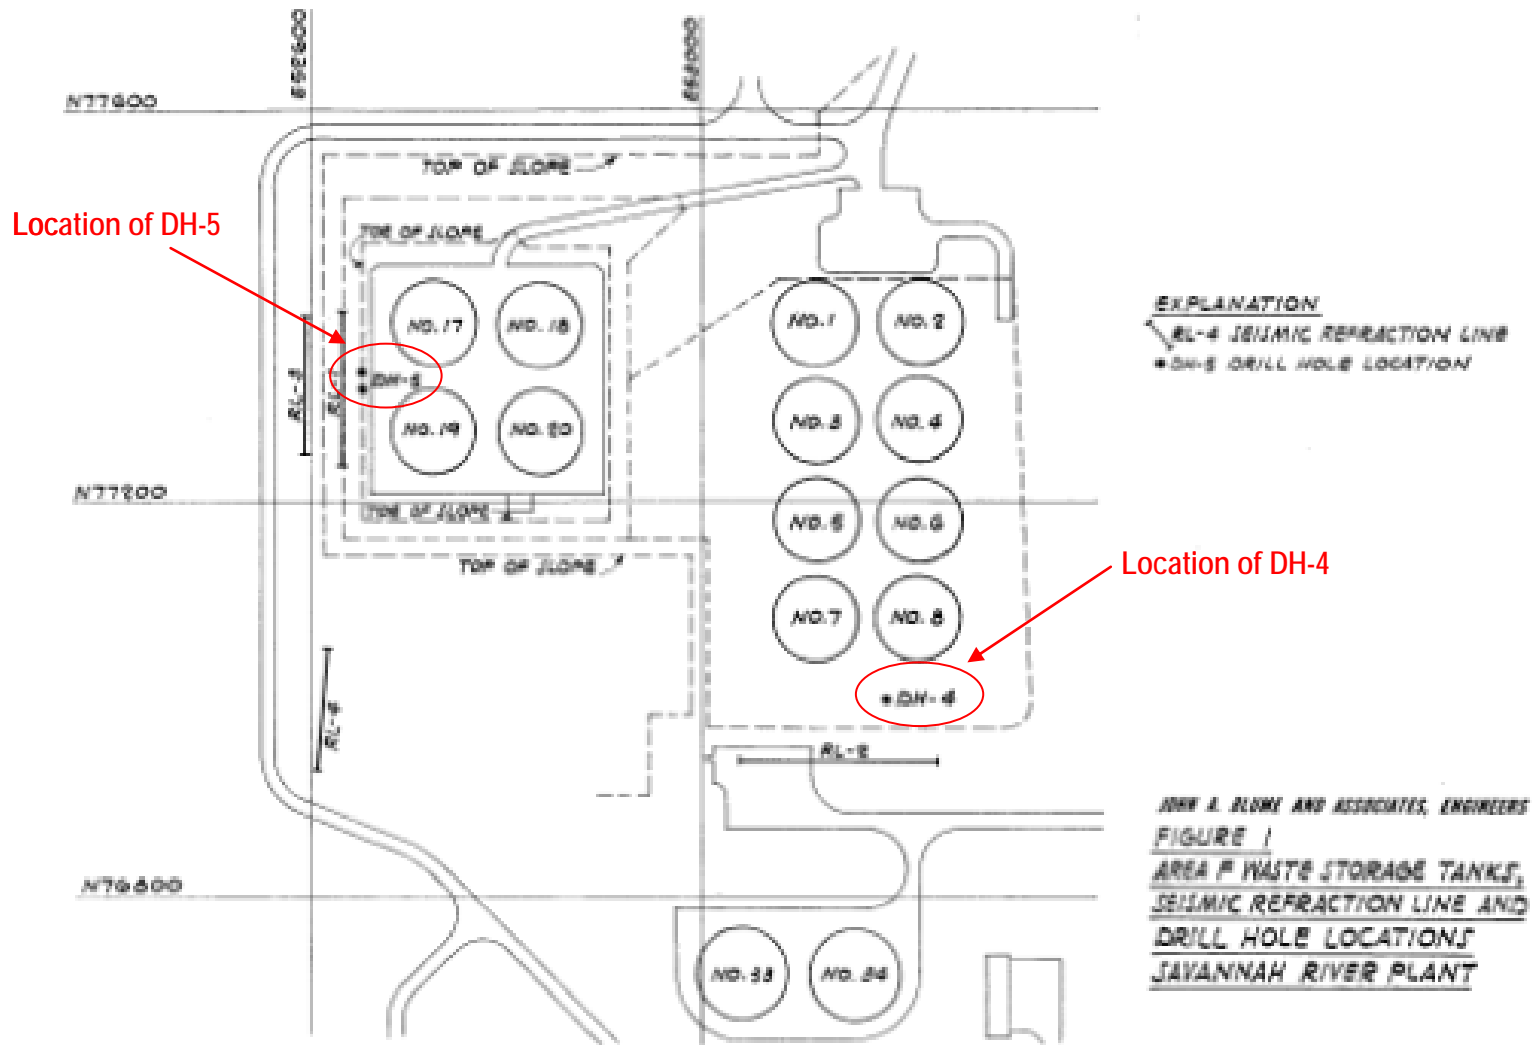 N77600
E52000
TOP OF SLOPE
Location of DH-5
TOE OF SLOPE
NO.17
NO.18
NO.1
NO.2
EXPLANATION
RL-4 SEISMIC REFRACTION LINE
DH-5 DRILL HOLE LOCATION
RL-3
DH-5
NO.19
NO.20
NO.3
NO.4
N77200
TOE OF SLOPE
NO.5
NO.6
TOP OF SLOPE
Location of DH-4
NO.7
NO.8
DH-4
RL-4
RL-2
JOHN A. BLUME AND ASSOCIATES, ENGINEERS
FIGURE 1
AREA F WASTE STORAGE TANKS,
SEISMIC REFRACTION LINE AND
DRILL HOLE LOCATIONS
SAVANNAH RIVER PLANT
N76800
NO.33
NO.34